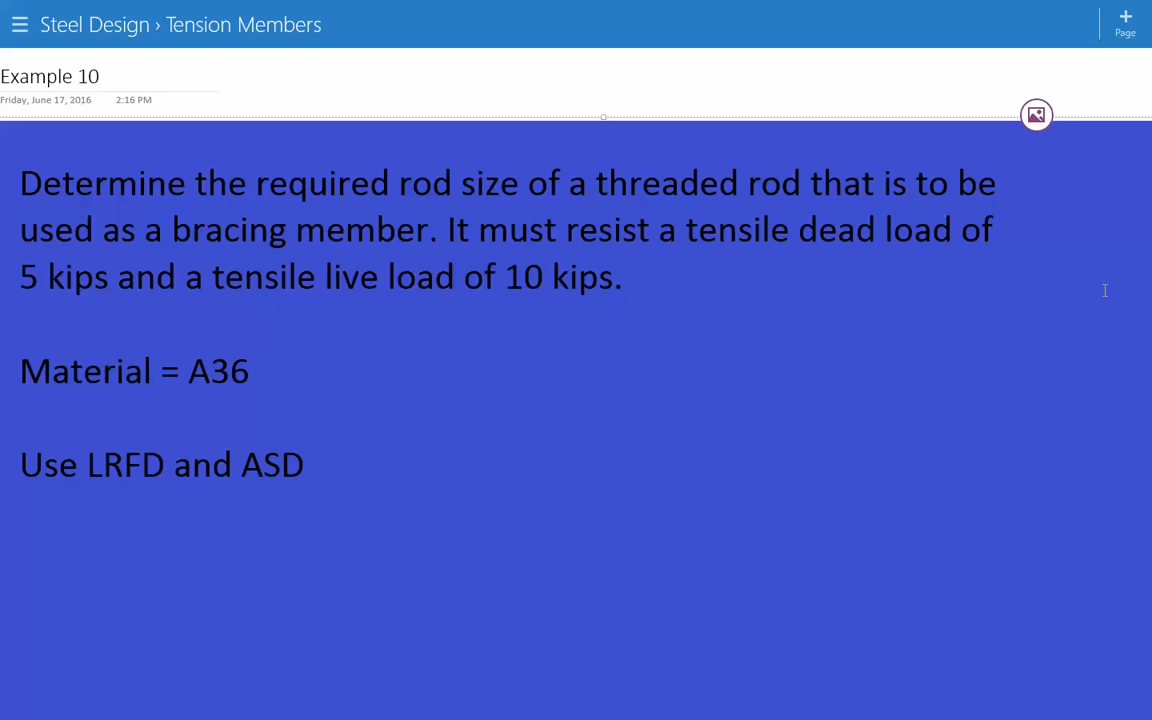 Steel Design › Tension Members
Page
Example 10
Friday, June 17, 2016 2:16 PM
Determine the required rod size of a threaded rod that is to be
used as a bracing member. It must resist a tensile dead load of
5 kips and a tensile live load of 10 kips.
Material = A36
Use LRFD and ASD